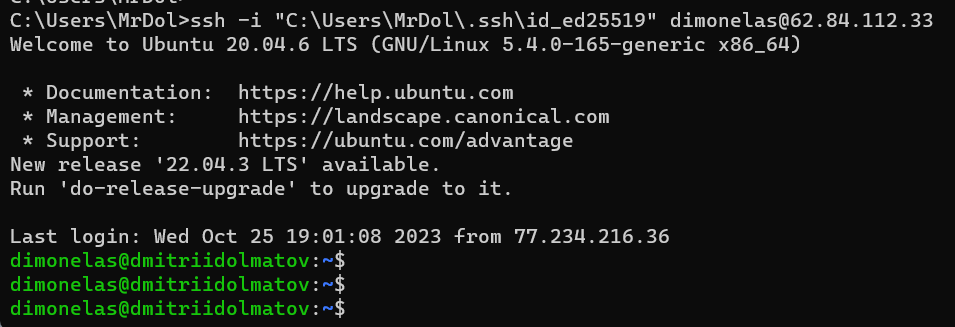 C:\Users\MrDol>
C:\Users\MrDol>ssh -i "C:\Users\MrDol\.ssh\id_ed25519" dimonelas@62.84.112.33
Welcome to Ubuntu 20.04.6 LTS (GNU/Linux 5.4.0-165-generic x86_64)

 * Documentation:  https://help.ubuntu.com
 * Management:     https://landscape.canonical.com
 * Support:        https://ubuntu.com/advantage
New release '22.04.3 LTS' available.
Run 'do-release-upgrade' to upgrade to it.

Last login: Wed Oct 25 19:01:08 2023 from 77.234.216.36
dimonelas@dmitriidolmatov:~$
dimonelas@dmitriidolmatov:~$
dimonelas@dmitriidolmatov:~$